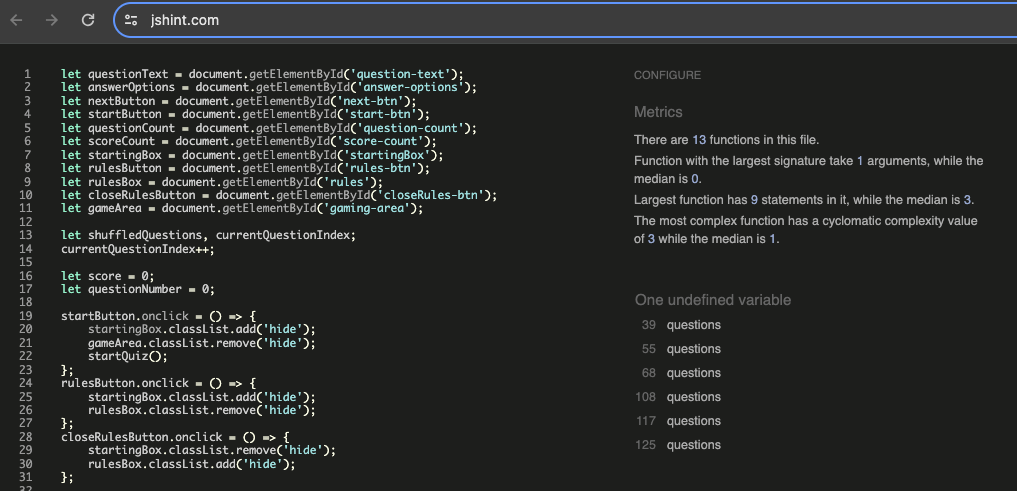 jshint.com
1 let questionText = document.getElementById('question-text');
2 let answerOptions = document.getElementById('answer-options');
3 let nextButton = document.getElementById('next-btn');
4 let startButton = document.getElementById('start-btn');
5 let questionCount = document.getElementById('question-count');
6 let scoreCount = document.getElementById('score-count');
7 let startingBox = document.getElementById('startingBox');
8 let rulesButton = document.getElementById('rules-btn');
9 let rulesBox = document.getElementById('rules');
10 let closeRulesButton = document.getElementById('closeRules-btn');
11 let gameArea = document.getElementById('gaming-area');
12
13 let shuffledQuestions, currentQuestionIndex;
14 currentQuestionIndex++;
15
16 let score = 0;
17 let questionNumber = 0;
18
19 startButton.onclick = () => {
20 startingBox.classList.add('hide');
21 gameArea.classList.remove('hide');
22 startQuiz();
23 };
24 rulesButton.onclick = () => {
25 startingBox.classList.add('hide');
26 rulesBox.classList.remove('hide');
27 };
28 closeRulesButton.onclick = () => {
29 startingBox.classList.remove('hide');
30 rulesBox.classList.add('hide');
31 };
32
CONFIGURE
Metrics
There are 13 functions in this file.
Function with the largest signature take 1 arguments, while the
median is 0.
Largest function has 9 statements in it, while the median is 3.
The most complex function has a cyclomatic complexity value
of 3 while the median is 1.
One undefined variable
39 questions
55 questions
68 questions
108 questions
117 questions
125 questions